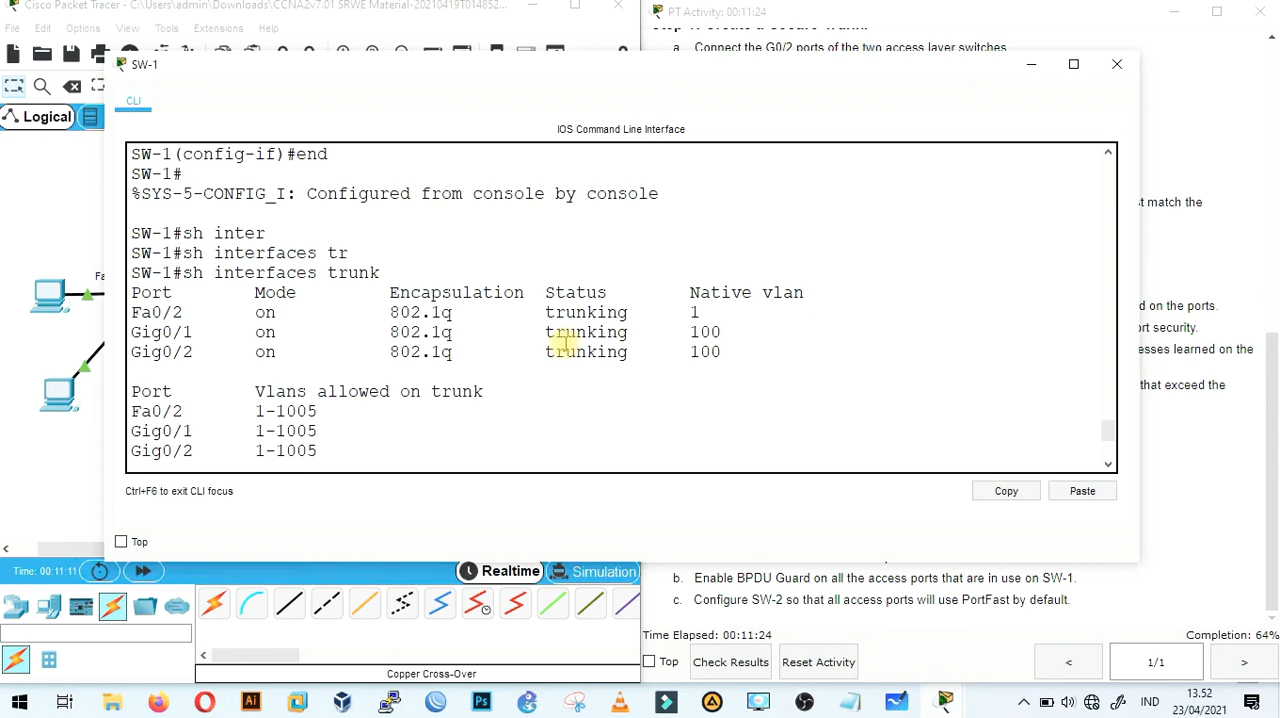 Cisco Packet Tracer - C:\Users\admin\Downloads\CCNA2v7.01 SRWE Material-20210419T014852
PT Activity: 00:11:24
File Edit Options View Tools Extensions Help
a. Connect the G0/2 ports of the two access layer switches
SW-1
Logical
CLI
IOS Command Line Interface
SW-1(config-if)#end
SW-1#
%SYS-5-CONFIG_I: Configured from console by console
SW-1#sh inter
SW-1#sh interfaces tr
SW-1#sh interfaces trunk
Port Mode Encapsulation Status Native vlan
Fa0/2 on 802.1q trunking 1
Gig0/1 on 802.1q trunking 100
Gig0/2 on 802.1q trunking 100
Port Vlans allowed on trunk
Fa0/2 1-1005
Gig0/1 1-1005
Gig0/2 1-1005
Fa
st match the
d on the ports.
rt security.
esses learned on the
that exceed the
Ctrl+F6 to exit CLI focus
Copy
Paste
Top
Time: 00:11:11
Realtime
Simulation
b. Enable BPDU Guard on all the access ports that are in use on SW-1.
c. Configure SW-2 so that all access ports will use PortFast by default.
Time Elapsed: 00:11:24
Completion: 64%
Top
Check Results
Reset Activity
<
1/1
>
Copper Cross-Over
IND
13.52
23/04/2021